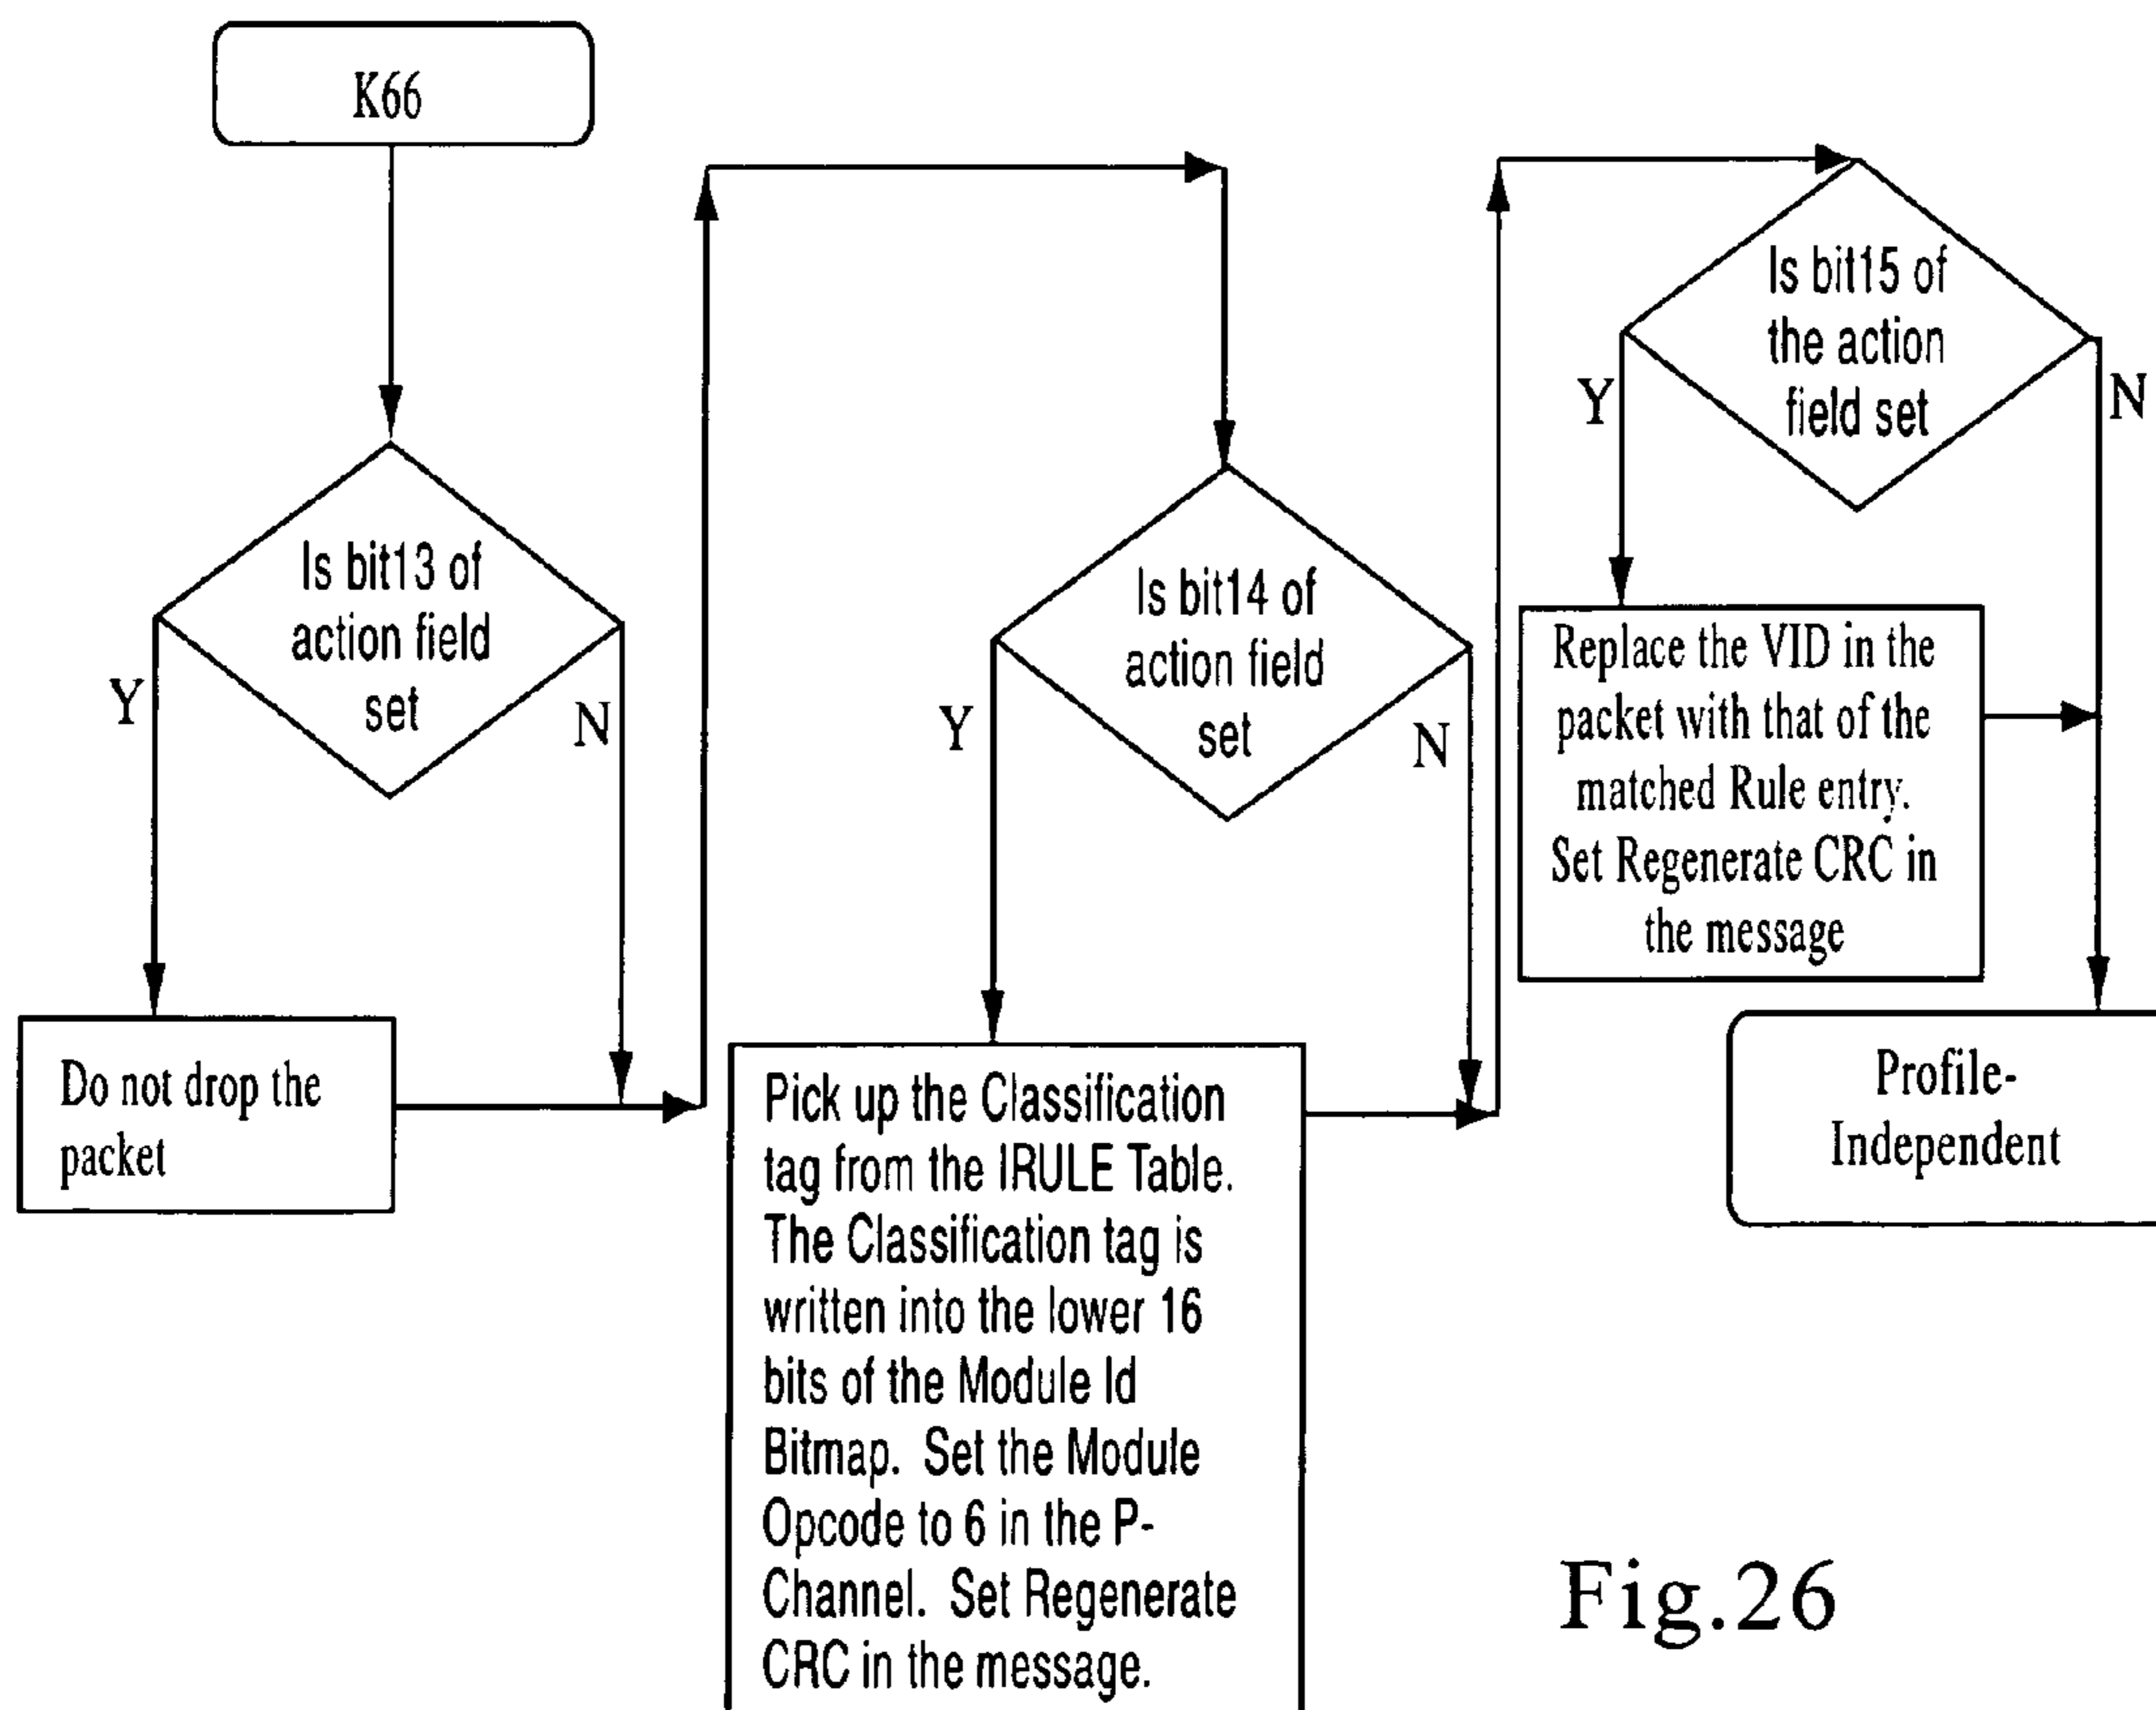 K66
Is bit13 of
action field
set
Y
N
Do not drop the
packet
Is bit14 of
action field
set
Y
N
Pick up the Classification
tag from the IRULE Table.
The Classification tag is
written into the lower 16
bits of the Module Id
Bitmap.  Set the Module
Opcode to 6 in the P-
Channel.  Set Regenerate
CRC in the message.
Is bit15 of
the action
field set
Y
N
Replace the VID in the
packet with that of the
matched Rule entry.
Set Regenerate CRC in
the message
Profile-
Independent
Fig.26